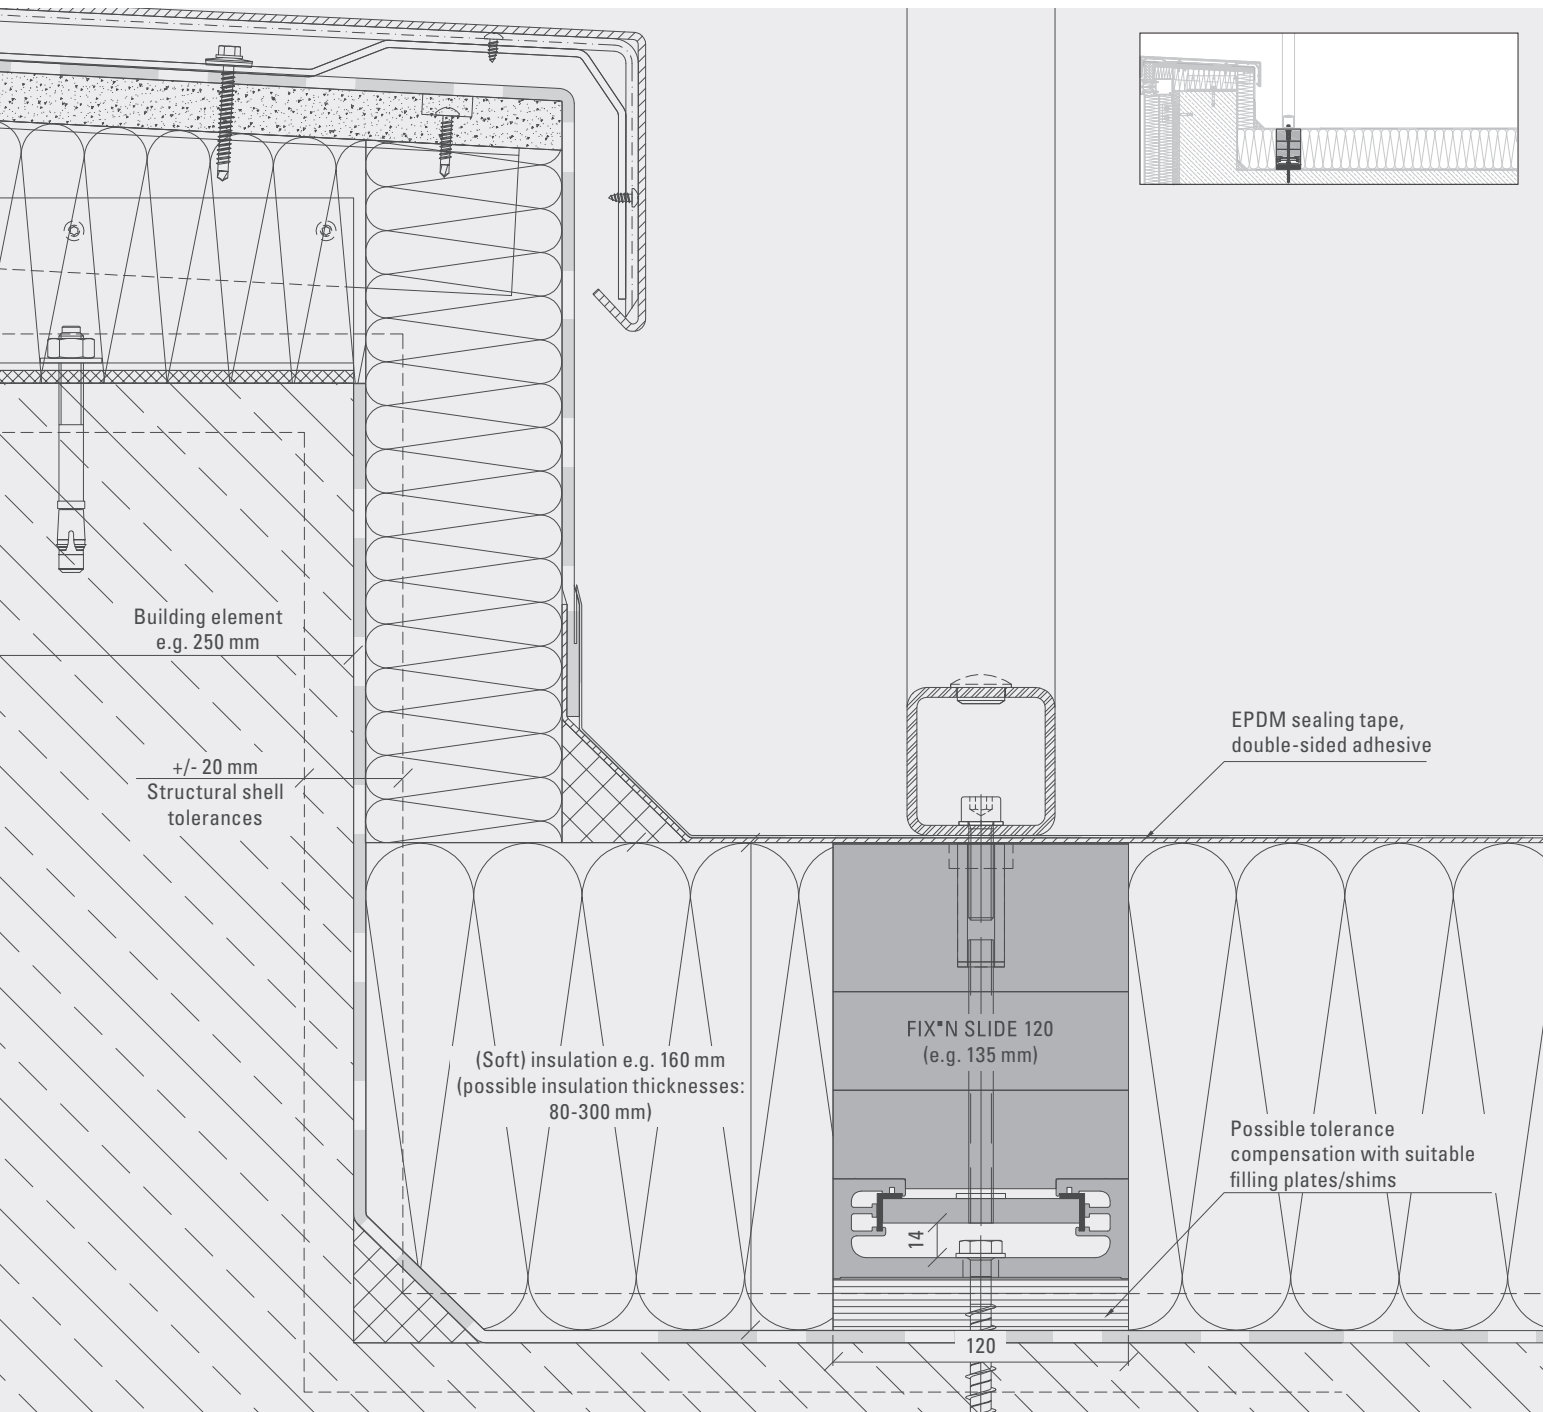 Building element
e.g. 250 mm
+/- 20 mm
Structural shell
tolerances
EPDM sealing tape,
double-sided adhesive
(Soft) insulation e.g. 160 mm
(possible insulation thicknesses:
80-300 mm)
FIX▪N SLIDE 120
(e.g. 135 mm)
Possible tolerance
compensation with suitable
filling plates/shims
14
120